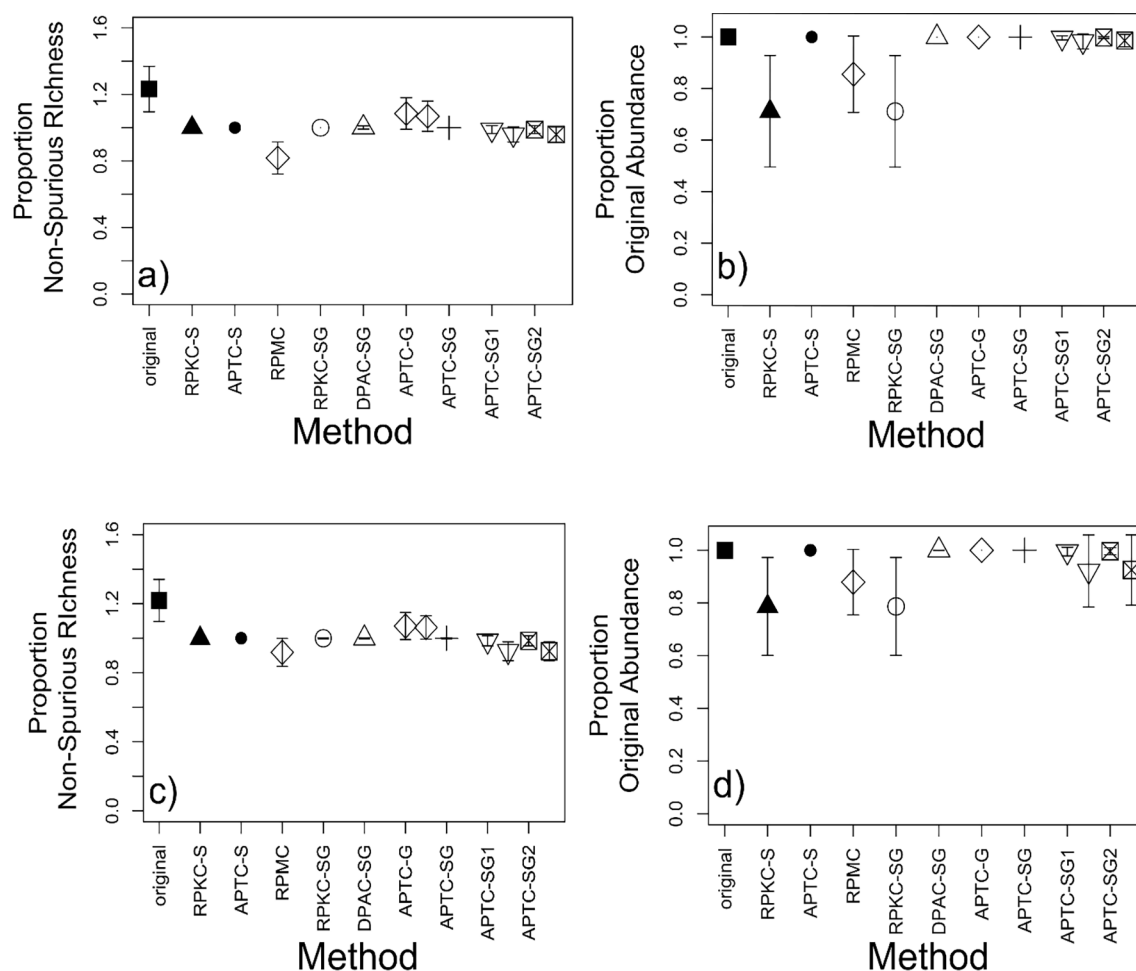 Proportion
Non-Spurious RIchness
1.6
1.2
0.8
0.4
0.0
a)
original
RPKC-S
APTC-S
RPMC
RPKC-SG
DPAC-SG
APTC-G
APTC-SG
APTC-SG1
APTC-SG2
Method
Proportion
Original Abundance
1.0
0.8
0.6
0.4
0.2
0.0
b)
original
RPKC-S
APTC-S
RPMC
RPKC-SG
DPAC-SG
APTC-G
APTC-SG
APTC-SG1
APTC-SG2
Method
Proportion
Non-Spurious RIchness
1.6
1.2
0.8
0.4
0.0
c)
original
RPKC-S
APTC-S
RPMC
RPKC-SG
DPAC-SG
APTC-G
APTC-SG
APTC-SG1
APTC-SG2
Method
Proportion
Original Abundance
1.0
0.8
0.6
0.4
0.2
0.0
d)
original
RPKC-S
APTC-S
RPMC
RPKC-SG
DPAC-SG
APTC-G
APTC-SG
APTC-SG1
APTC-SG2
Method